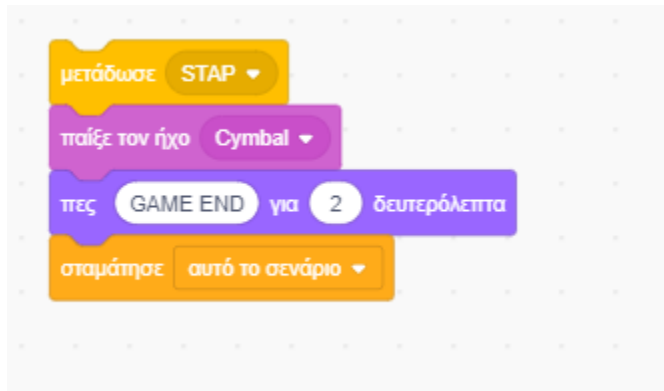 μετάδωσε STAP
παίξε τον ήχο Cymbal
πες GAME END για 2 δευτερόλεπτα
σταμάτησε αυτό το σενάριο